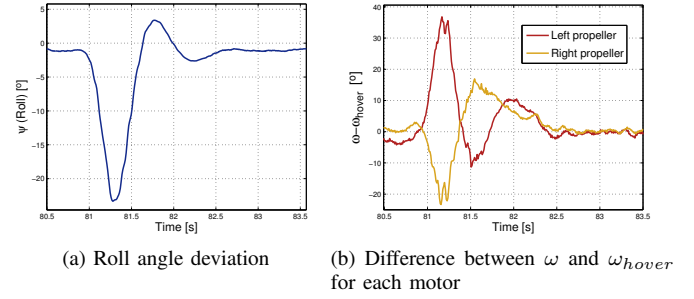 5
0
−5
−10
−15
−20
ψ (Roll) [º]
80.5 81 81.5 82 82.5 83 83.5
Time [s]
(a) Roll angle deviation
40
30
20
10
0
−10
−20
ω−ωhover [º]
Left propeller
Right propeller
80.5 81 81.5 82 82.5 83 83.5
Time [s]
(b) Difference between ω and ωhover
for each motor